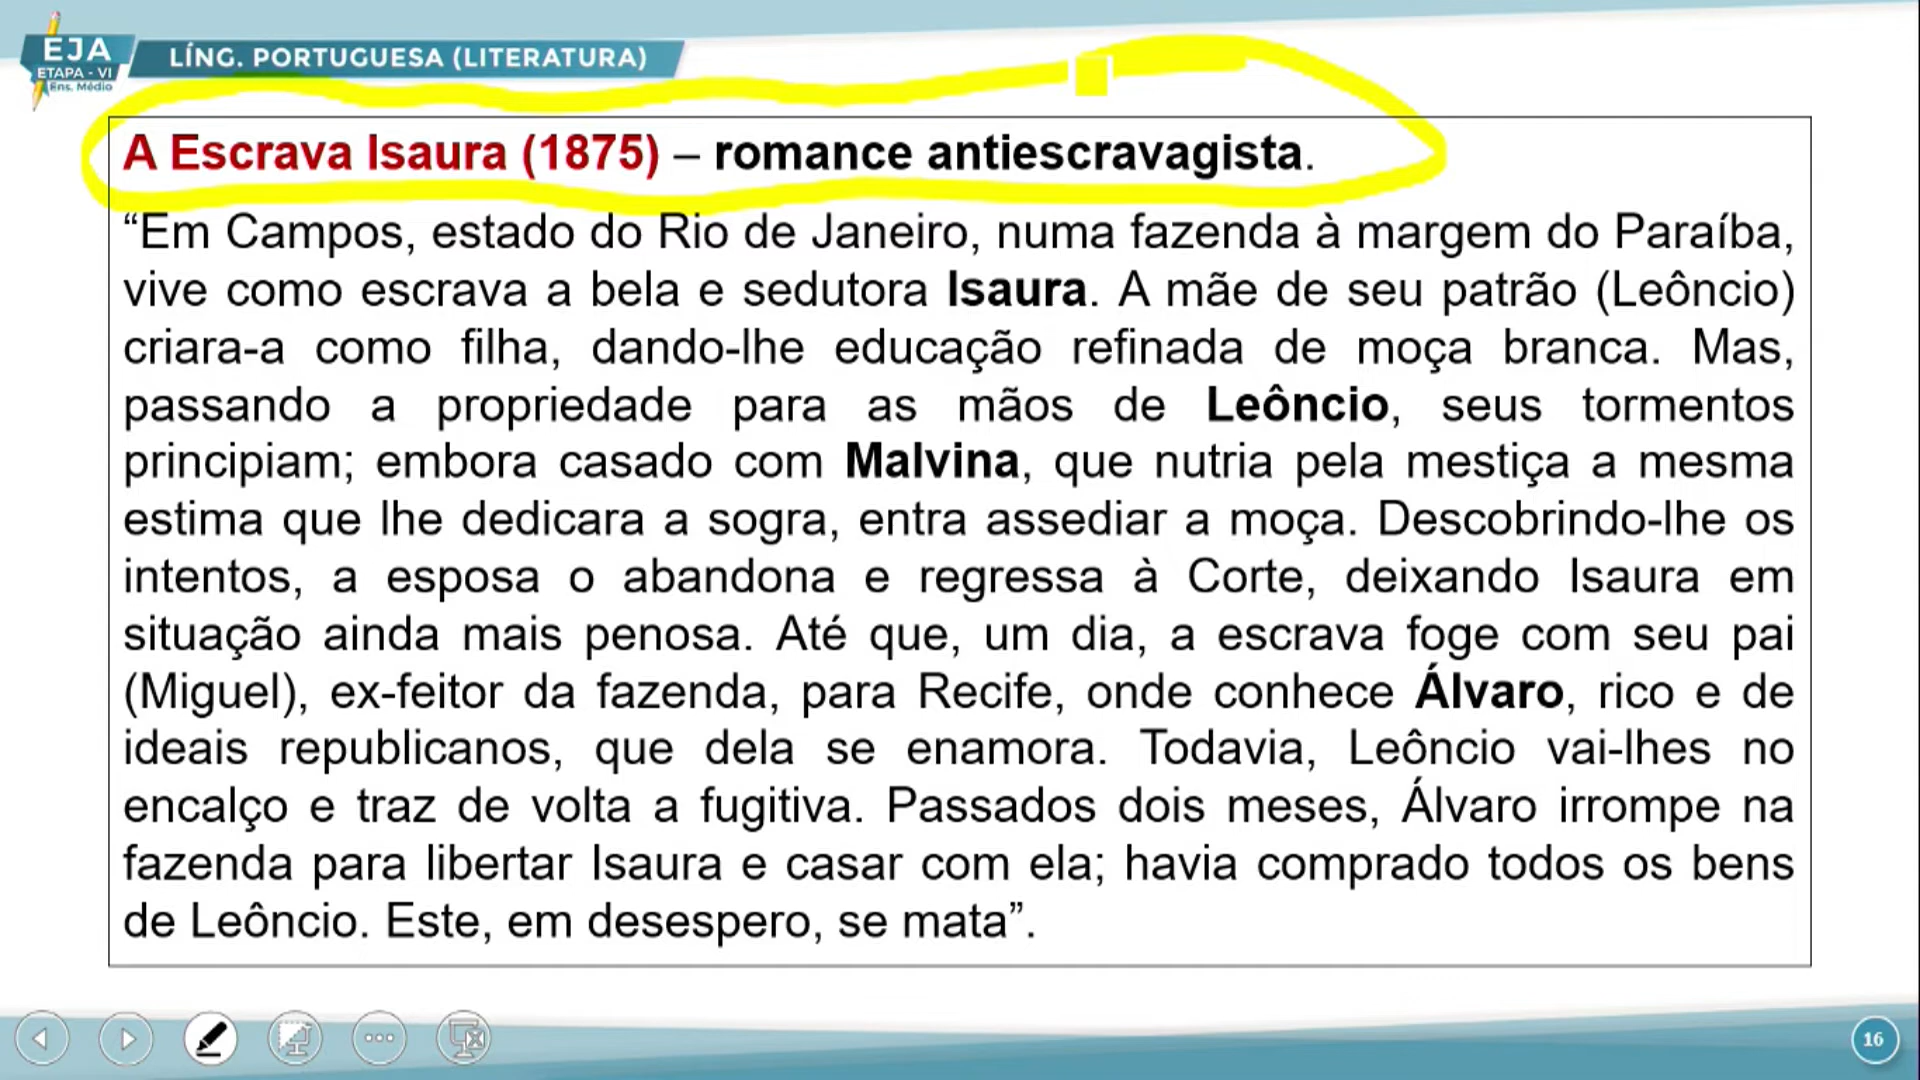 EJA
ETAPA - VI
Ens. Médio
LÍNG. PORTUGUESA (LITERATURA)
A Escrava Isaura (1875) – romance antiescravagista.
“Em Campos, estado do Rio de Janeiro, numa fazenda à margem do Paraíba,
vive como escrava a bela e sedutora Isaura. A mãe de seu patrão (Leôncio)
criara-a como filha, dando-lhe educação refinada de moça branca. Mas,
passando a propriedade para as mãos de Leôncio, seus tormentos
principiam; embora casado com Malvina, que nutria pela mestiça a mesma
estima que lhe dedicara a sogra, entra assediar a moça. Descobrindo-lhe os
intentos, a esposa o abandona e regressa à Corte, deixando Isaura em
situação ainda mais penosa. Até que, um dia, a escrava foge com seu pai
(Miguel), ex-feitor da fazenda, para Recife, onde conhece Álvaro, rico e de
ideais republicanos, que dela se enamora. Todavia, Leôncio vai-lhes no
encalço e traz de volta a fugitiva. Passados dois meses, Álvaro irrompe na
fazenda para libertar Isaura e casar com ela; havia comprado todos os bens
de Leôncio. Este, em desespero, se mata”.
16